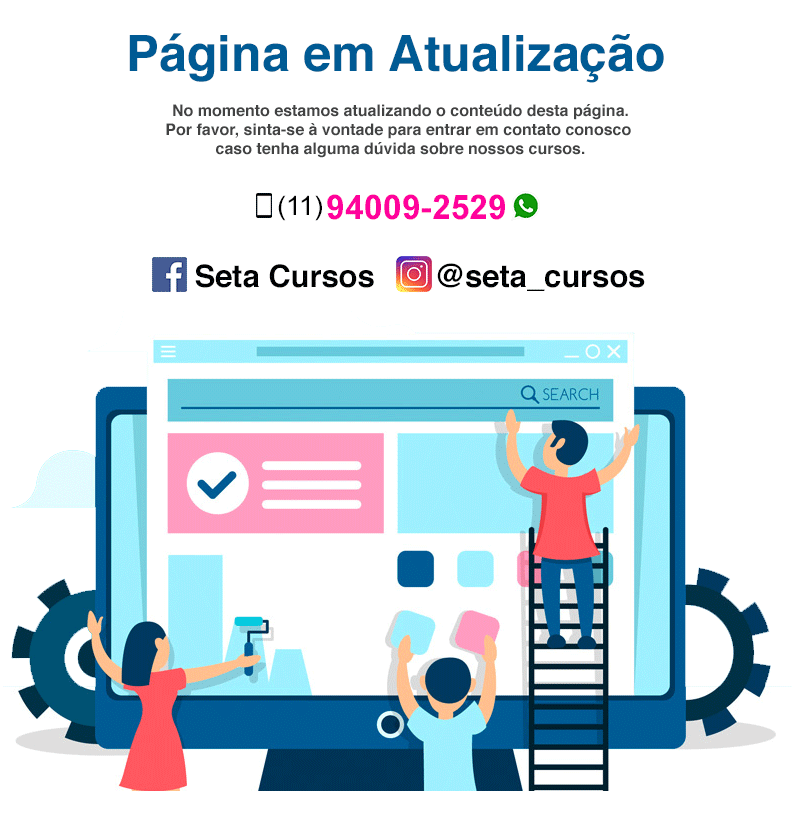 Página em Atualização
No momento estamos atualizando o conteúdo desta página.
Por favor, sinta-se à vontade para entrar em contato conosco
caso tenha alguma dúvida sobre nossos cursos.
(11) 94009-2529
Seta Cursos @seta_cursos
SEARCH